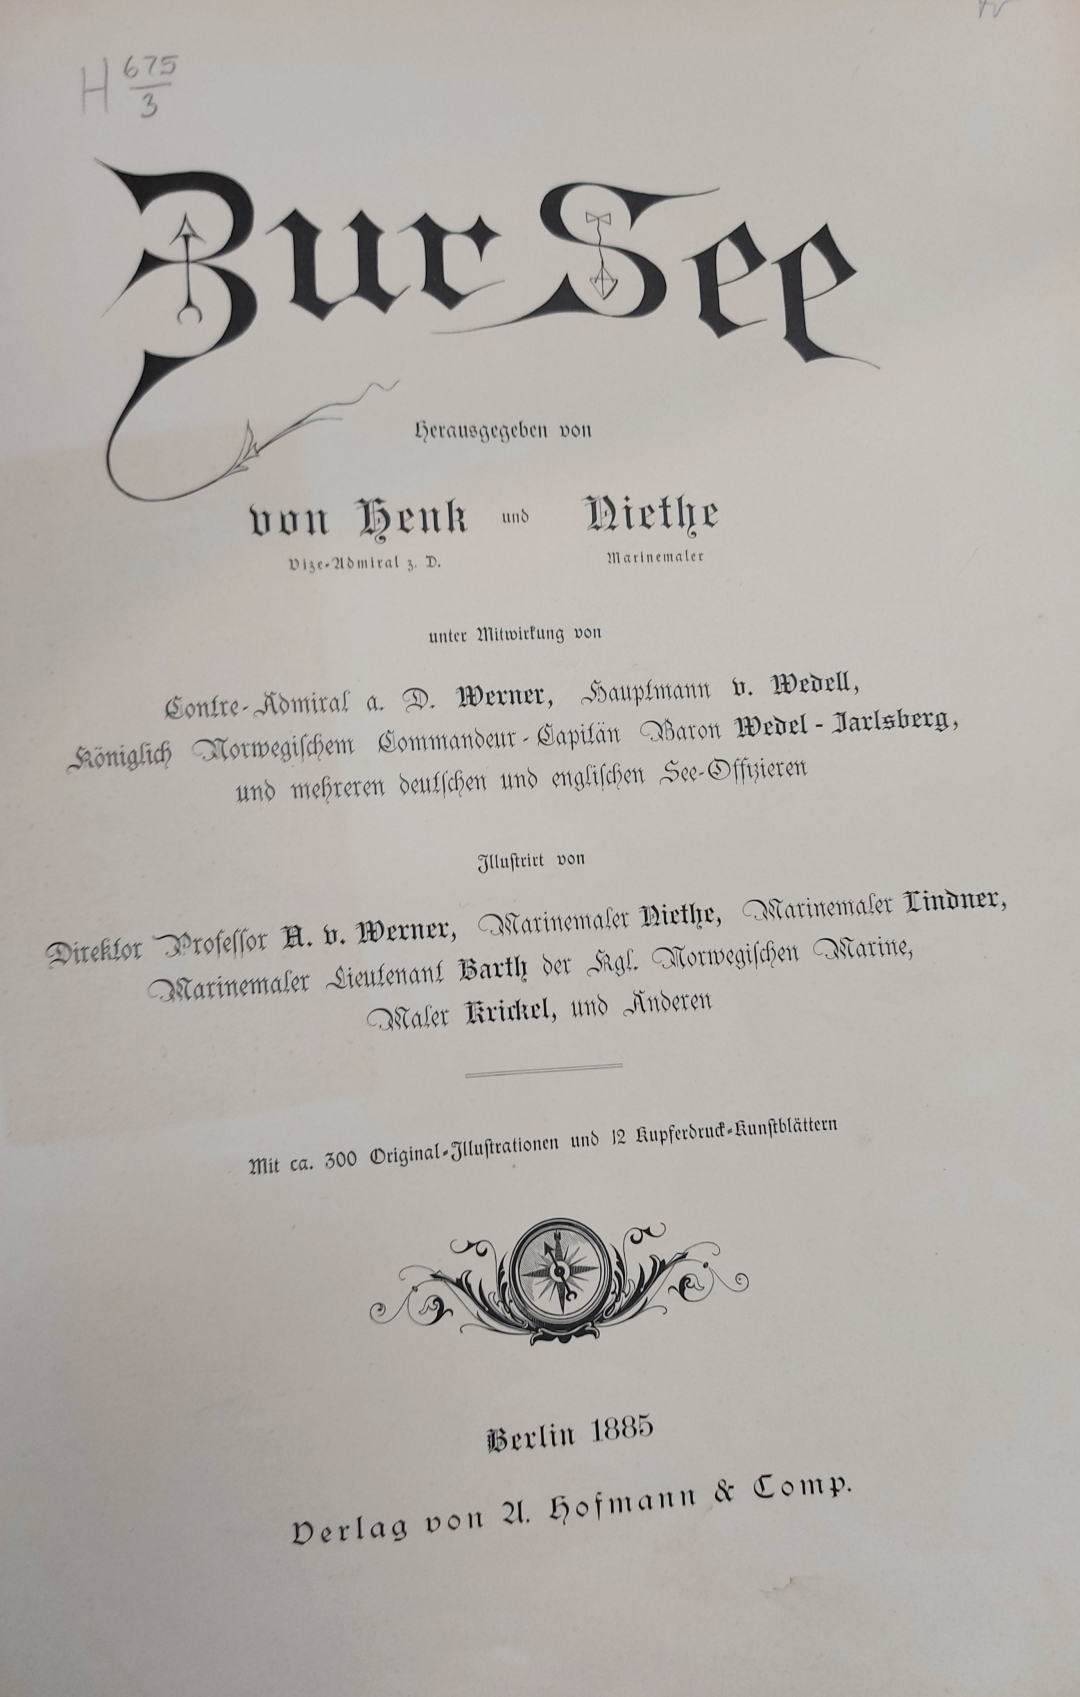 H 675/3
Zur See
Herausgegeben von
von Henk und Niethe
Vize-Admiral z. D. Marinemaler
unter Mitwirkung von
Contre-Admiral a. D. Werner, Hauptmann v. Wedell,
Königlich Norwegischem Commandeur-Capitän Baron Wedel-Jarlsberg,
und mehreren deutschen und englischen See-Offizieren
Illustrirt von
Direktor Professor A. v. Werner, Marinemaler Niethe, Marinemaler Lindner,
Marinemaler Lieutenant Barth der Kgl. Norwegischen Marine,
Maler Krickel, und Anderen
Mit ca. 300 Original-Illustrationen und 12 Kupferdruck-Kunstblättern
Berlin 1885
Verlag von A. Hofmann & Comp.